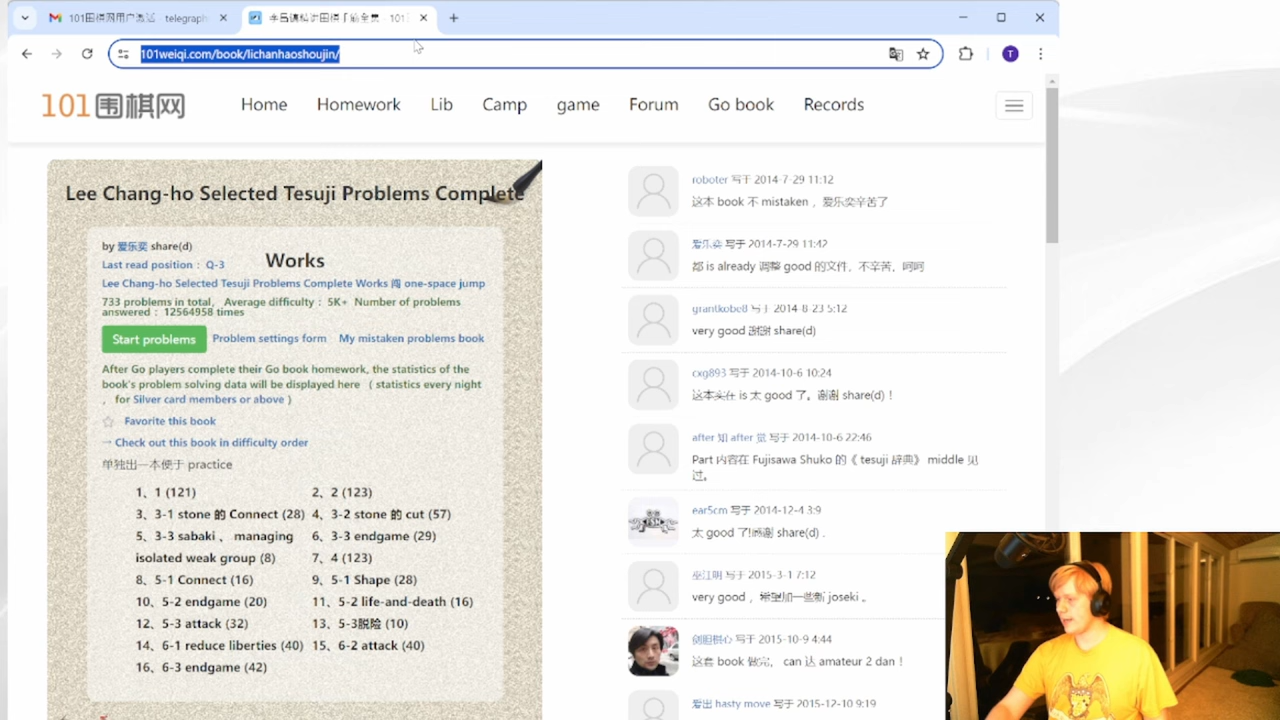 101围棋网用户激活 telegraph
101weiqi.com/book/lichanhaoshoujin/
T
101围棋网
Home Homework Lib Camp game Forum Go book Records
Lee Chang-ho Selected Tesuji Problems Complete
Works
by 爱乐奕 share(d)
Last read position： Q-3
Lee Chang-ho Selected Tesuji Problems Complete Works 闯 one-space jump
733 problems in total， Average difficulty： 5K+ Number of problems
answered： 12564958 times
Start problems Problem settings form My mistaken problems book
After Go players complete their Go book homework, the statistics of the
book's problem solving data will be displayed here （ statistics every night
，for Silver card members or above ）
Favorite this book
→ Check out this book in difficulty order
单独出一本便于 practice
1、1 (121) 2、2 (123)
3、3-1 stone 的 Connect (28) 4、3-2 stone 的 cut (57)
5、3-3 sabaki 、 managing 6、3-3 endgame (29)
isolated weak group (8) 7、4 (123)
8、5-1 Connect (16) 9、5-1 Shape (28)
10、5-2 endgame (20) 11、5-2 life-and-death (16)
12、5-3 attack (32) 13、5-3脱险 (10)
14、6-1 reduce liberties (40) 15、6-2 attack (40)
16、6-3 endgame (42)
roboter 写于 2014-7-29 11:12
这本 book 不 mistaken ，爱乐奕辛苦了
爱乐奕 写于 2014-7-29 11:42
都 is already 调整 good 的文件，不辛苦，呵呵
grantkobe8 写于 2014-8-23 5:12
very good 谢谢 share(d)
cxg893 写于 2014-10-6 10:24
这本实在 is 太 good 了。谢谢 share(d)！
after 知 after 觉 写于 2014-10-6 22:46
Part 内容在 Fujisawa Shuko 的《 tesuji 辞典》 middle 见
过。
ear5cm 写于 2014-12-4 3:9
太 good 了!感谢 share(d) .
巫江明 写于 2015-3-1 7:12
very good ，希望加一些新 joseki 。
写于 2015-10-9 4:44
这套 book 做完， can 达 amateur 2 dan！
爱出 hasty move 写于 2015-12-10 9:19